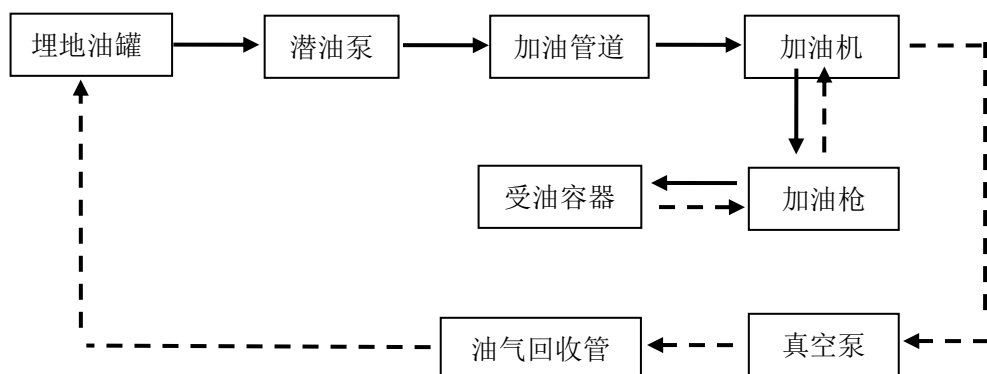 埋地油罐
潜油泵
加油管道
加油机
受油容器
加油枪
油气回收管
真空泵